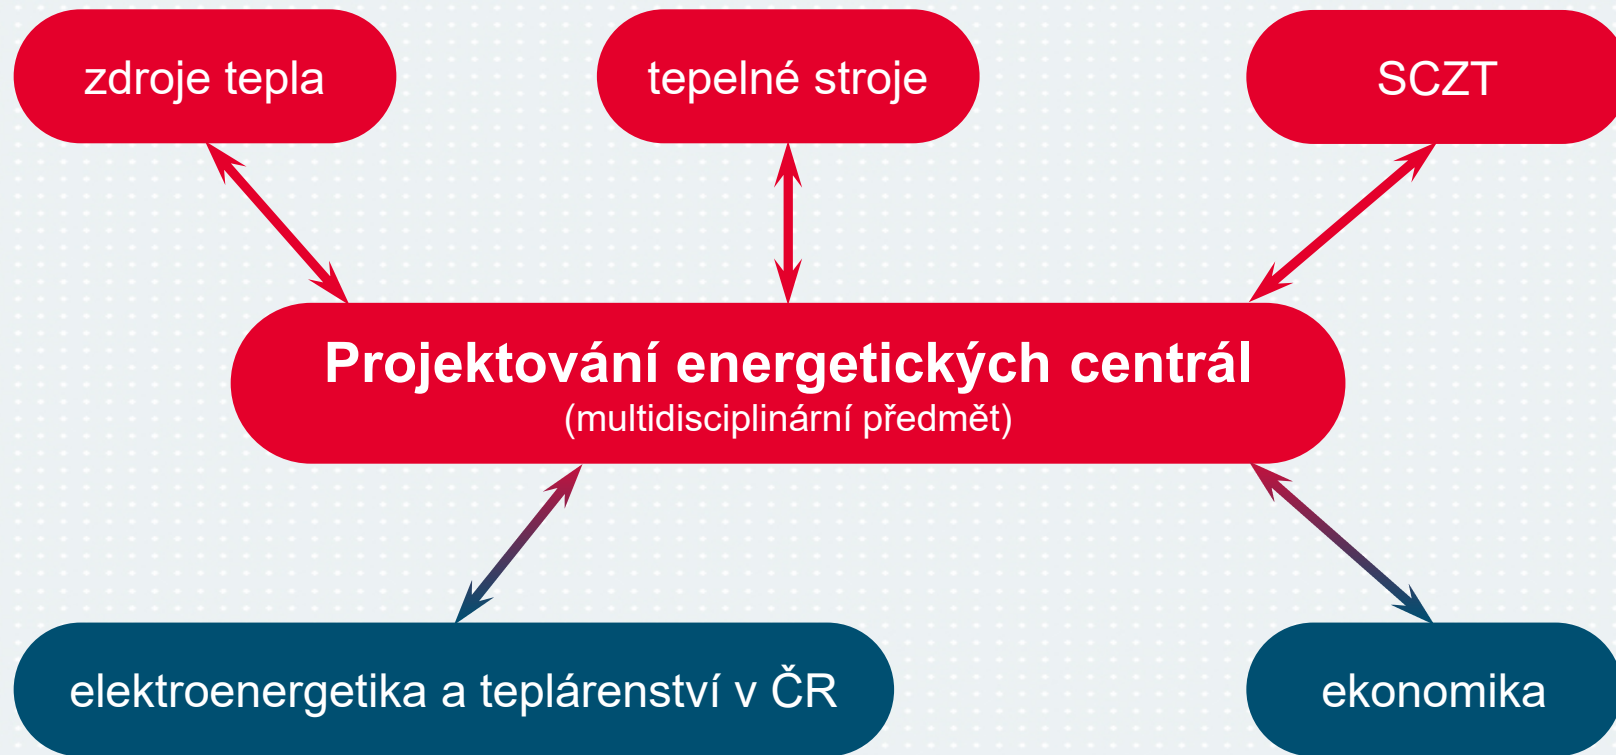 zdroje tepla
tepelné stroje
SCZT
Projektování energetických centrál
(multidisciplinární předmět)
elektroenergetika a teplárenství v ČR
ekonomika